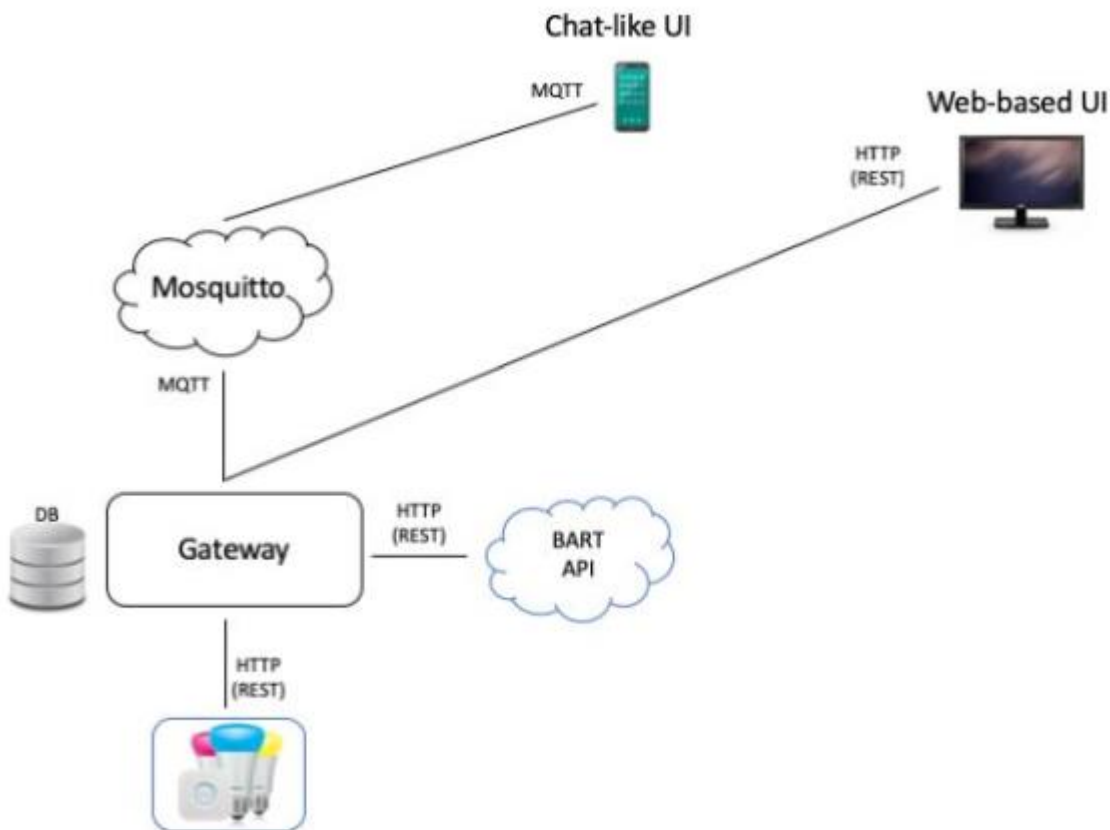 Chat-like UI
MQTT
Web-based UI
HTTP
(REST)
Mosquitto
MQTT
DB
Gateway
HTTP
(REST)
BART
API
HTTP
(REST)